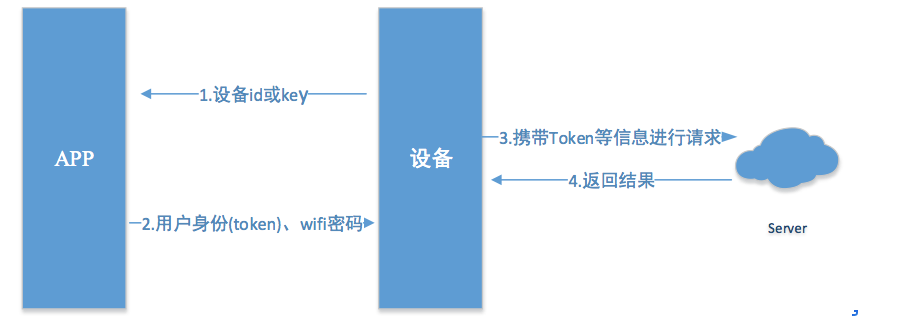 1.设备id或key
APP
设备
3.携带Token等信息进行请求
4.返回结果
2.用户身份(token)、wifi密码
Server